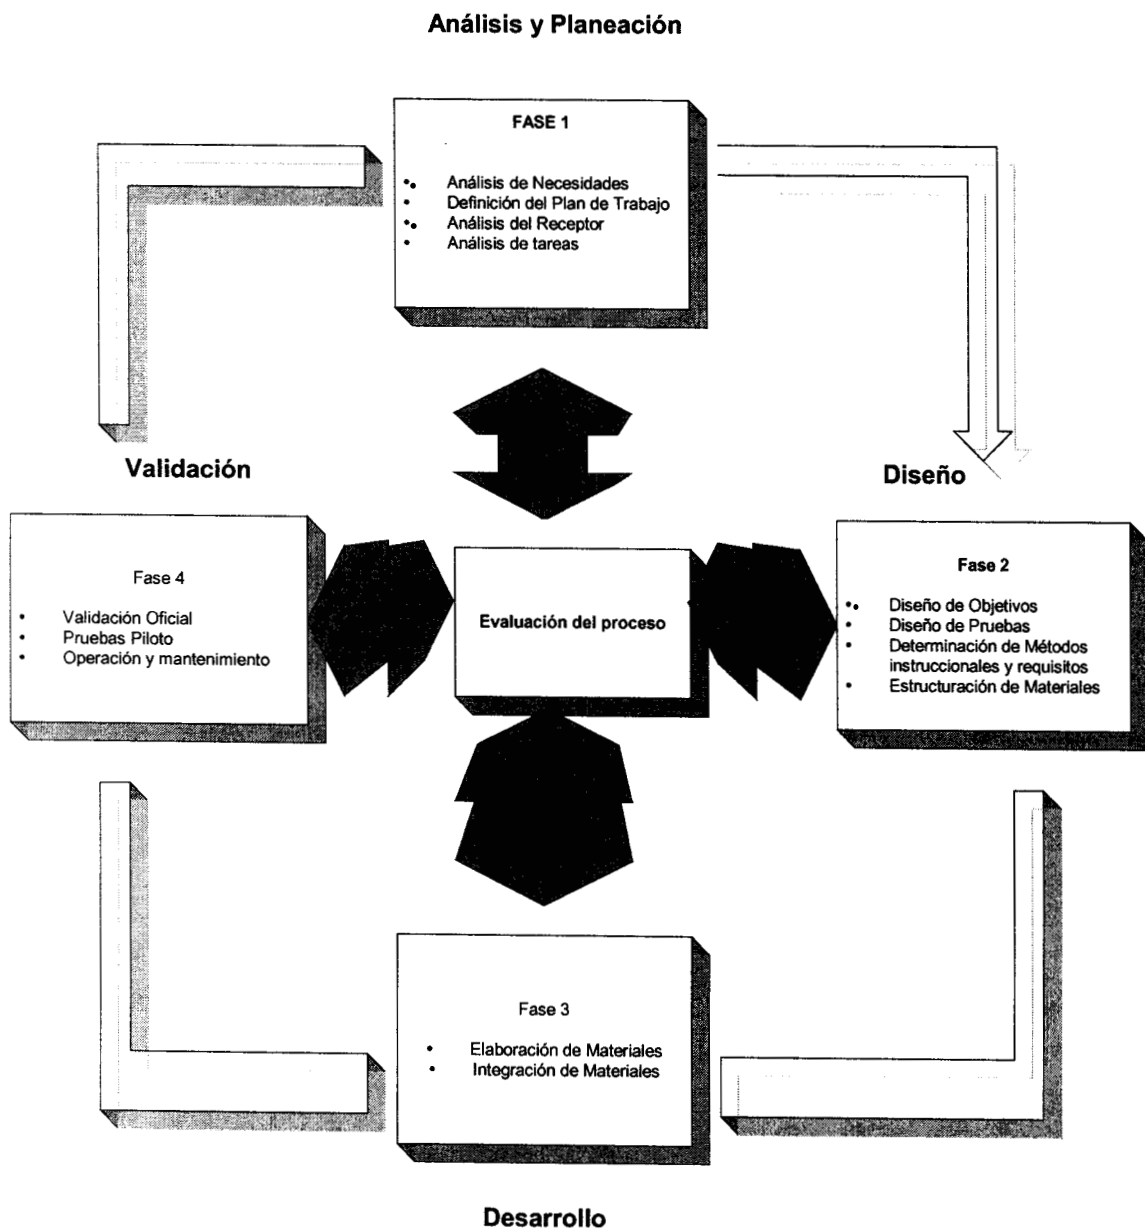 Análisis y Planeación
FASE 1
•• Análisis de Necesidades
• Definición del Plan de Trabajo
•• Análisis del Receptor
• Análisis de tareas
Validación
Diseño
Fase 4
• Validación Oficial
• Pruebas Piloto
• Operación y mantenimiento
Evaluación del proceso
Fase 2
•• Diseño de Objetivos
• Diseño de Pruebas
• Determinación de Métodos
instruccionales y requisitos
• Estructuración de Materiales
Fase 3
• Elaboración de Materiales
• Integración de Materiales
Desarrollo